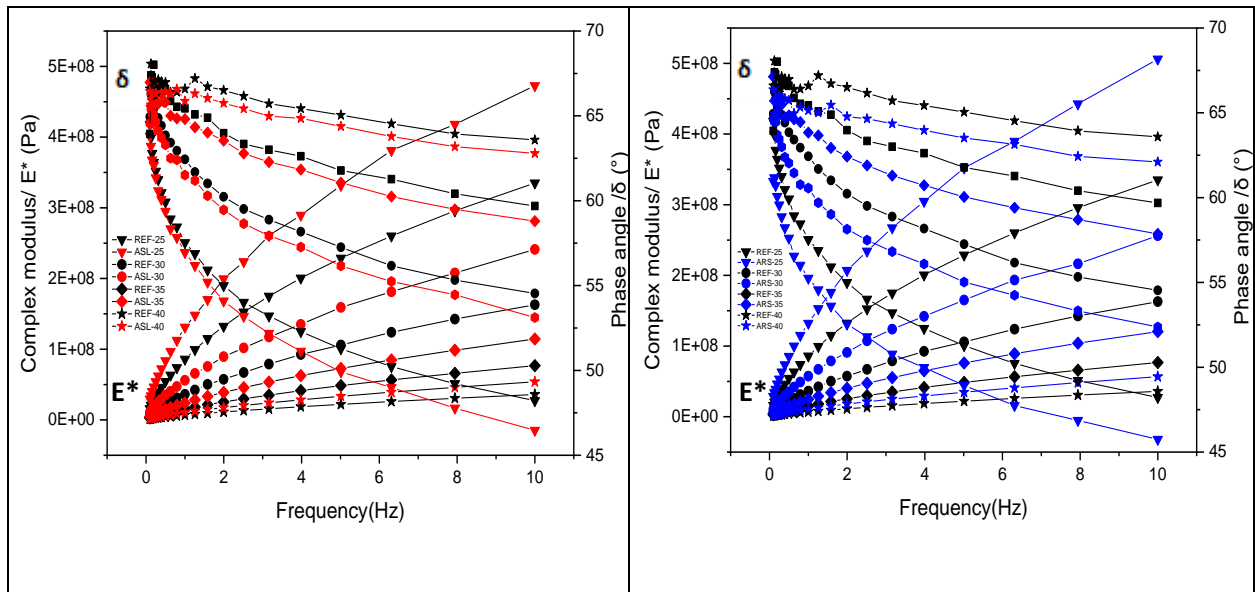 δ
E*
Complex modulus/ E* (Pa)
5E+08
4E+08
3E+08
2E+08
1E+08
0E+00
REF-25
ASL-25
REF-30
ASL-30
REF-35
ASL-35
REF-40
ASL-40
70
65
60
55
50
45
Phase angle /δ (°)
0 2 4 6 8 10
Frequency(Hz)
δ
E*
Complex modulus/ E* (Pa)
5E+08
4E+08
3E+08
2E+08
1E+08
0E+00
REF-25
ARS-25
REF-30
ARS-30
REF-35
ARS-35
REF-40
ARS-40
70
65
60
55
50
45
Phase angle /δ (°)
0 2 4 6 8 10
Frequency(Hz)